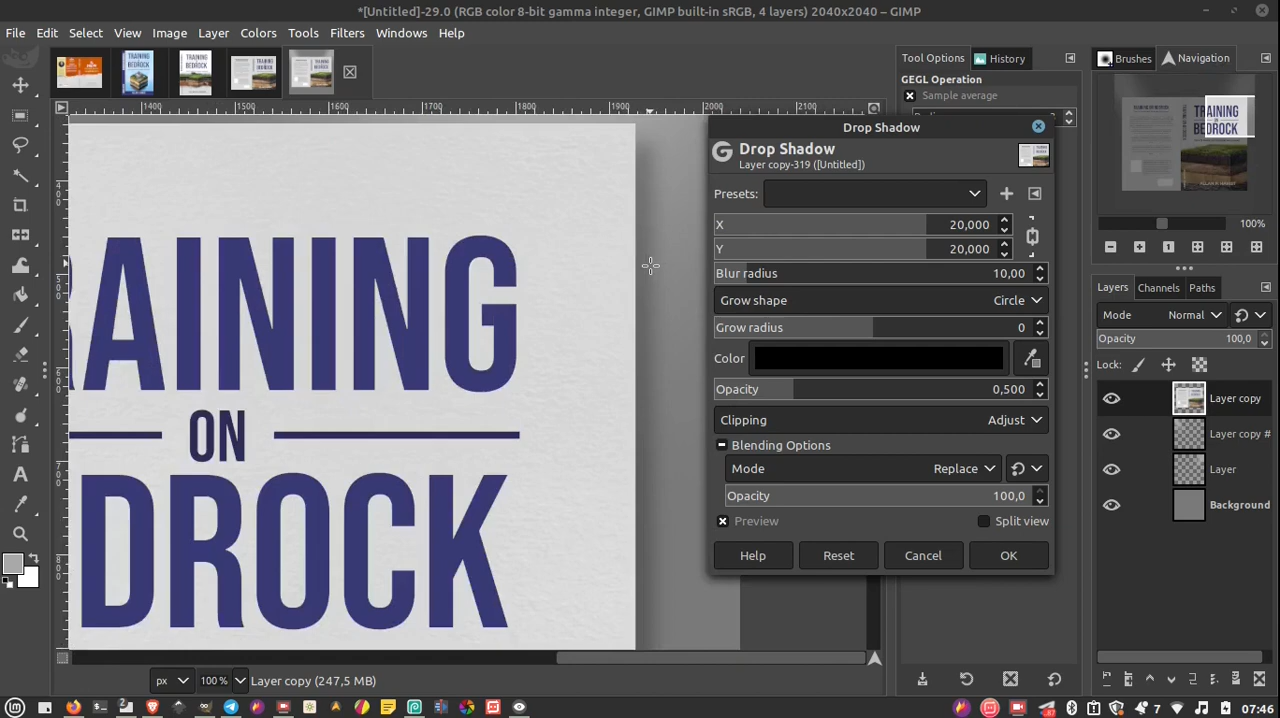 *[Untitled]-29.0 (RGB color 8-bit gamma integer, GIMP built-in sRGB, 4 layers) 2040x2040 – GIMP
File Edit Select View Image Layer Colors Tools Filters Windows Help
Tool Options
History
Brushes
Navigation
GEGL Operation
Sample average
1400
1500
1600
1700
1800
1900
2000
2100
Drop Shadow
Drop Shadow
Layer copy-319 ([Untitled])
Presets:
X 20,000
Y 20,000
Blur radius 10,00
Grow shape Circle
Grow radius 0
Color
Opacity 0,500
Clipping Adjust
Blending Options
Mode Replace
Opacity 100,0
Preview
Split view
Help Reset Cancel OK
AINING
ON
DROCK
TRAINING
BEDROCK
100%
Layers Channels Paths
Mode Normal
Opacity 100,0
Lock:
Layer copy
Layer copy #
Layer
Background
px 100 % Layer copy (247,5 MB)
7 07:46